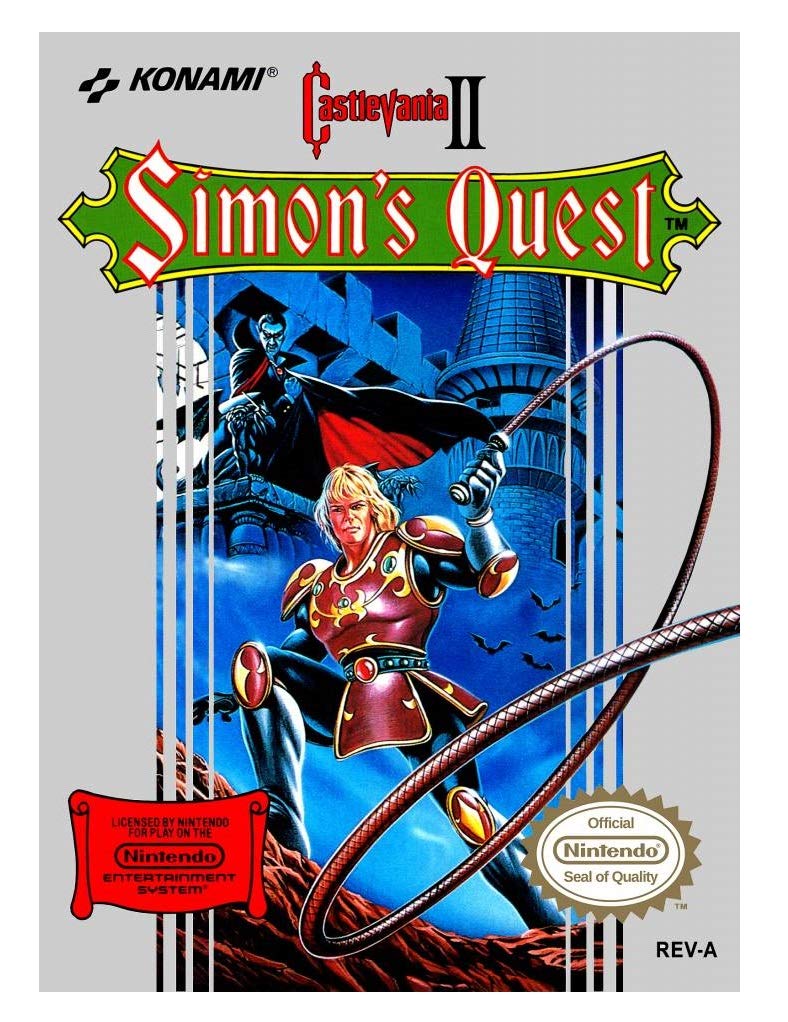 KONAMI®
Castlevania II
Simon's Quest ™
LICENSED BY NINTENDO
FOR PLAY ON THE
Nintendo
ENTERTAINMENT
SYSTEM®
Official
Nintendo®
Seal of Quality
™
REV-A